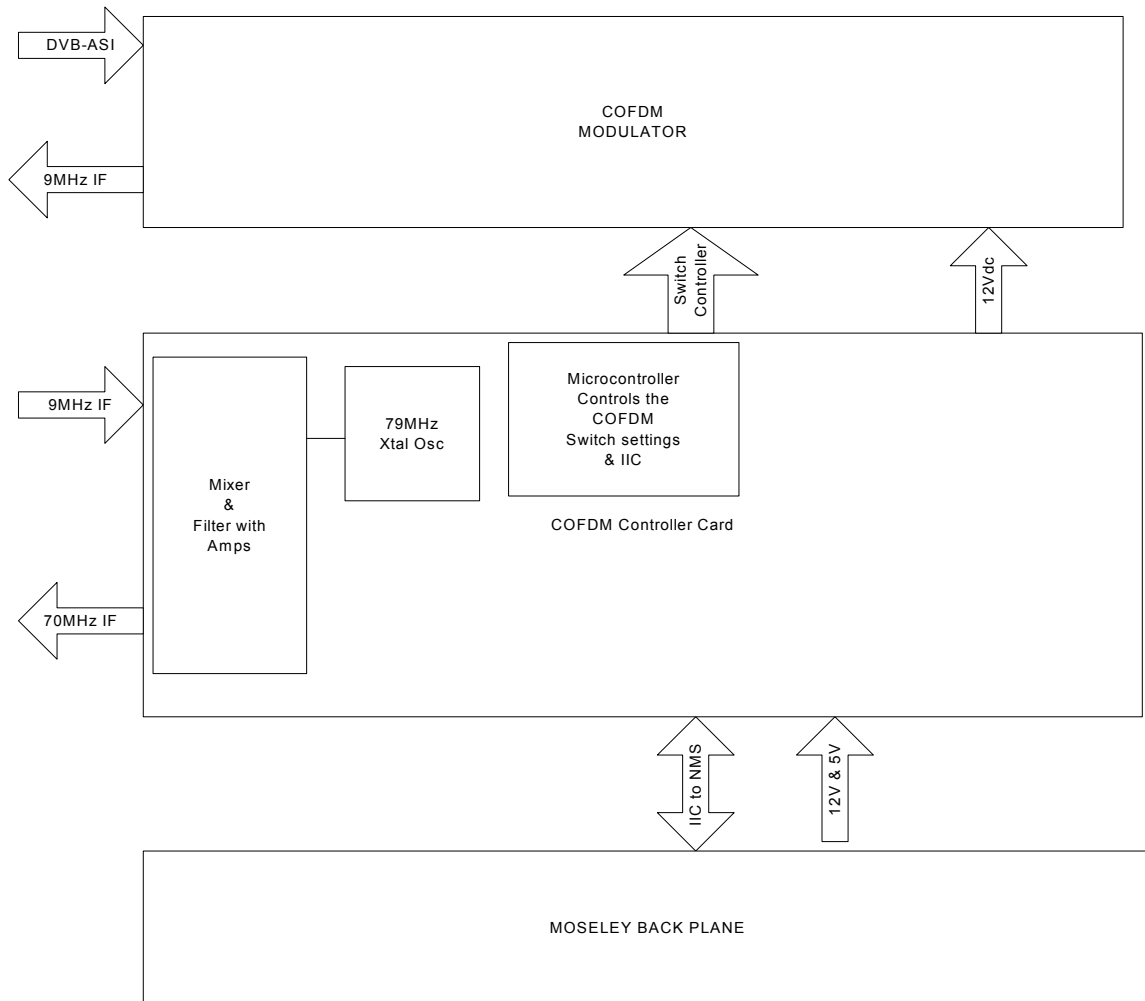 DVB-ASI
COFDM
MODULATOR
9MHz IF
Switch
Controller
12Vdc
9MHz IF
Mixer
&
Filter with
Amps
79MHz
Xtal Osc
Microcontroller
Controls the
COFDM
Switch settings
& IIC
COFDM Controller Card
70MHz IF
IIC to NMS
12V & 5V
MOSELEY BACK PLANE